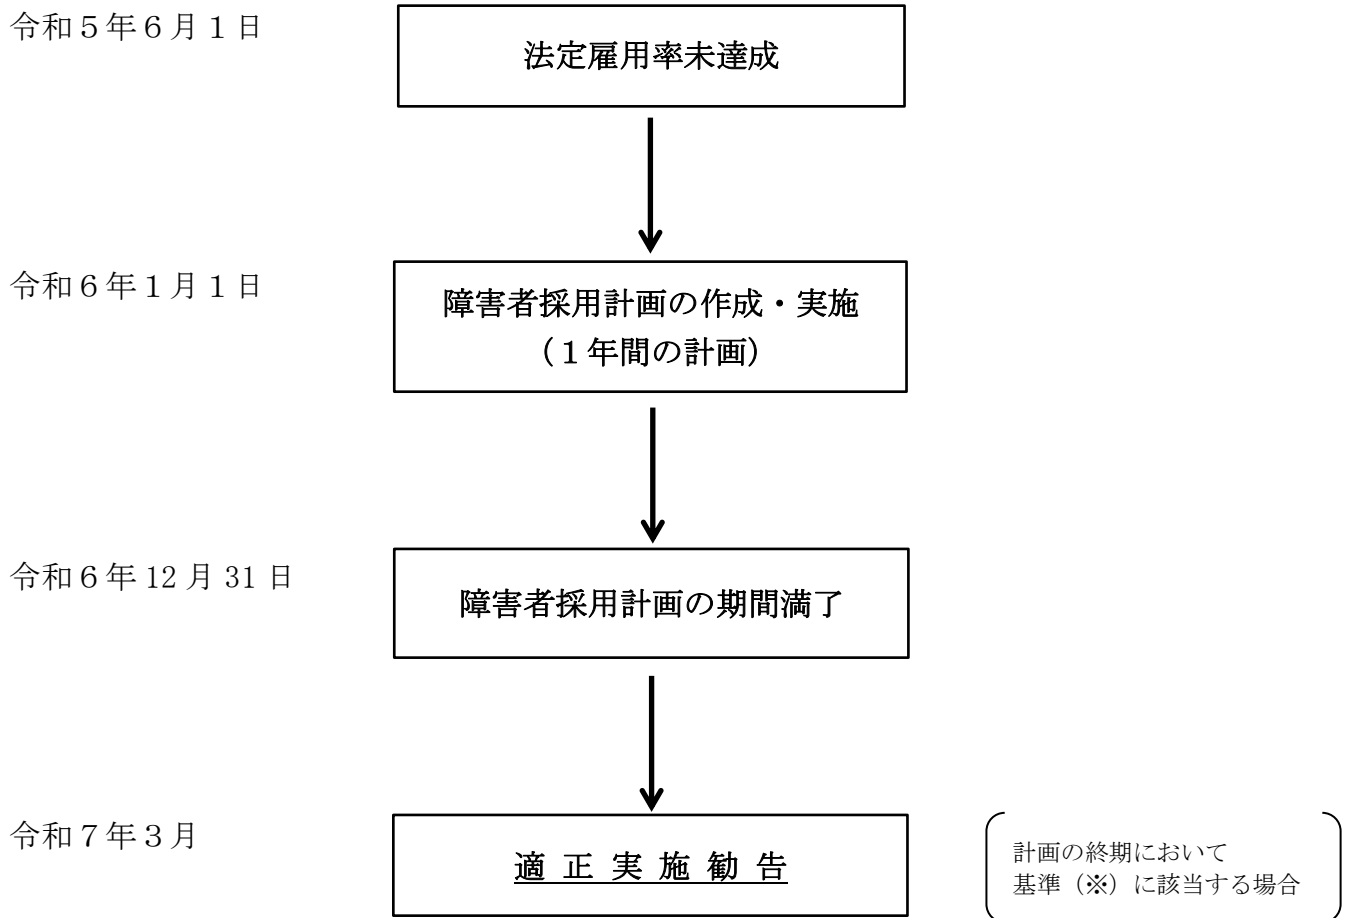 令和５年６月１日
法定雇用率未達成
令和６年１月１日
障害者採用計画の作成・実施
（１年間の計画）
令和６年 12 月 31 日
障害者採用計画の期間満了
令和７年３月
適 正 実 施 勧 告
計画の終期において
基準（※）に該当する場合